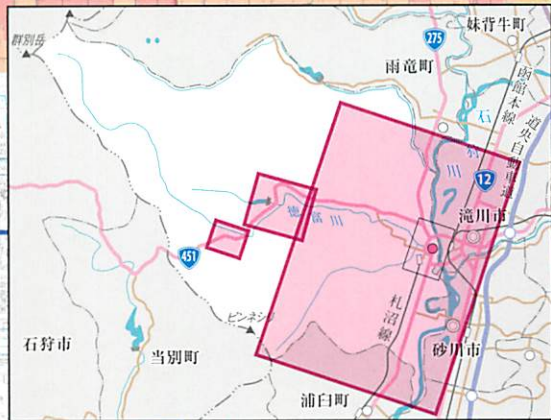 群別岳
275
妹背牛町
雨竜町
函館本線
道央自動車道
石
狩
川
12
徳富川
滝川市
451
ピンネシリ
札沼線
石狩市
当別町
砂川市
浦臼町